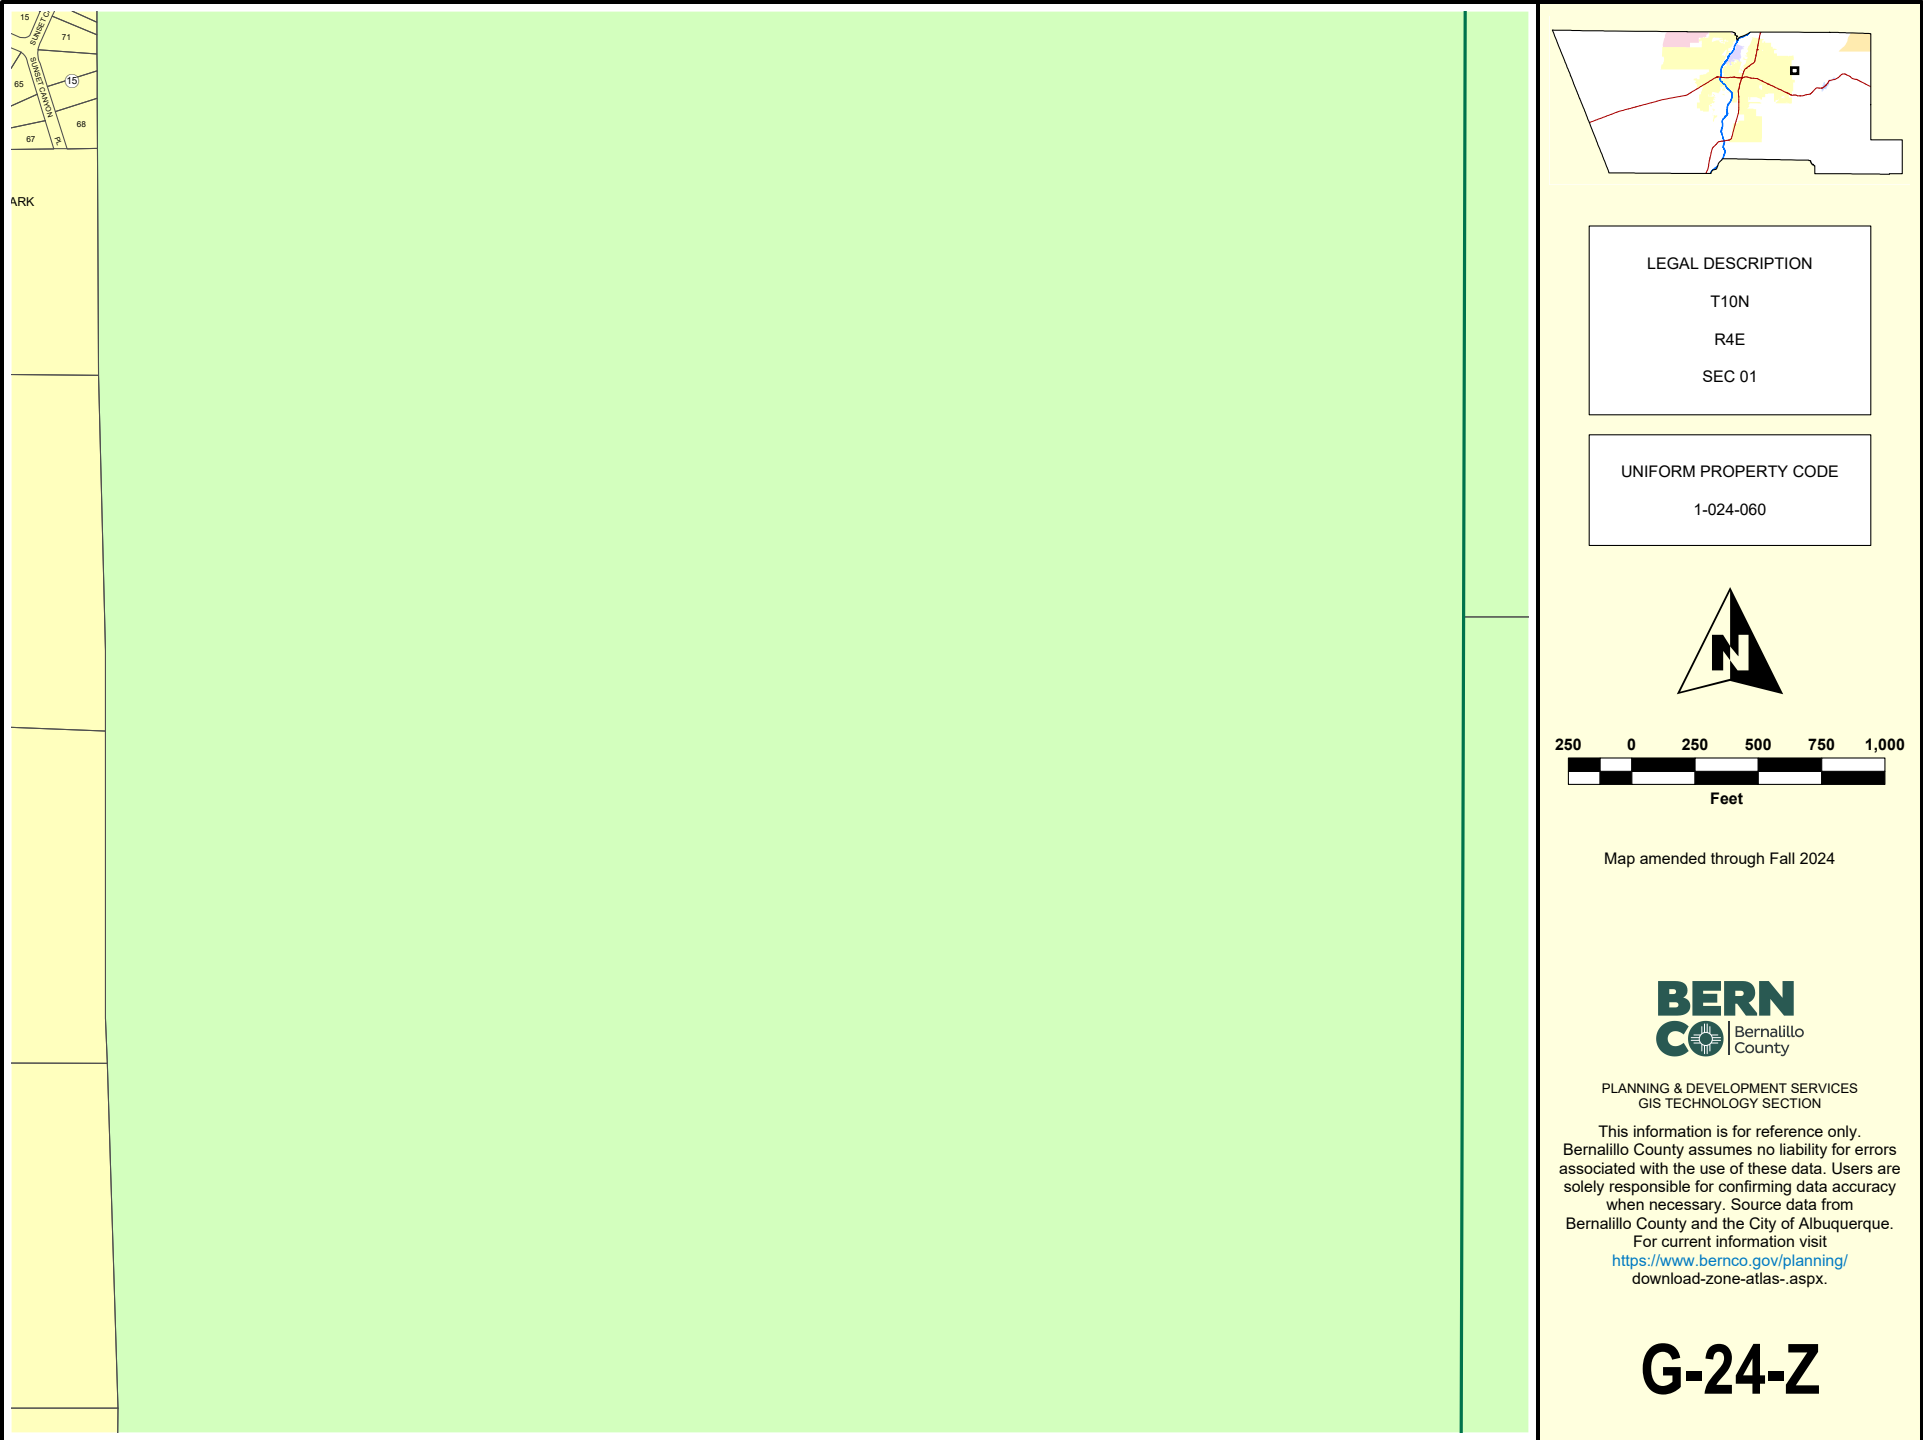 15
SUNSET C
71
SUNSET CANYON
PL
15
65
68
67
ARK
LEGAL DESCRIPTION
T10N
R4E
SEC 01
UNIFORM PROPERTY CODE
1-024-060
N
250 0 250 500 750 1,000
Feet
Map amended through Fall 2024
BERN
CO
Bernalillo
County
PLANNING & DEVELOPMENT SERVICES
GIS TECHNOLOGY SECTION
This information is for reference only.
Bernalillo County assumes no liability for errors
associated with the use of these data. Users are
solely responsible for confirming data accuracy
when necessary. Source data from
Bernalillo County and the City of Albuquerque.
For current information visit
https://www.bernco.gov/planning/
download-zone-atlas-.aspx.
G-24-Z